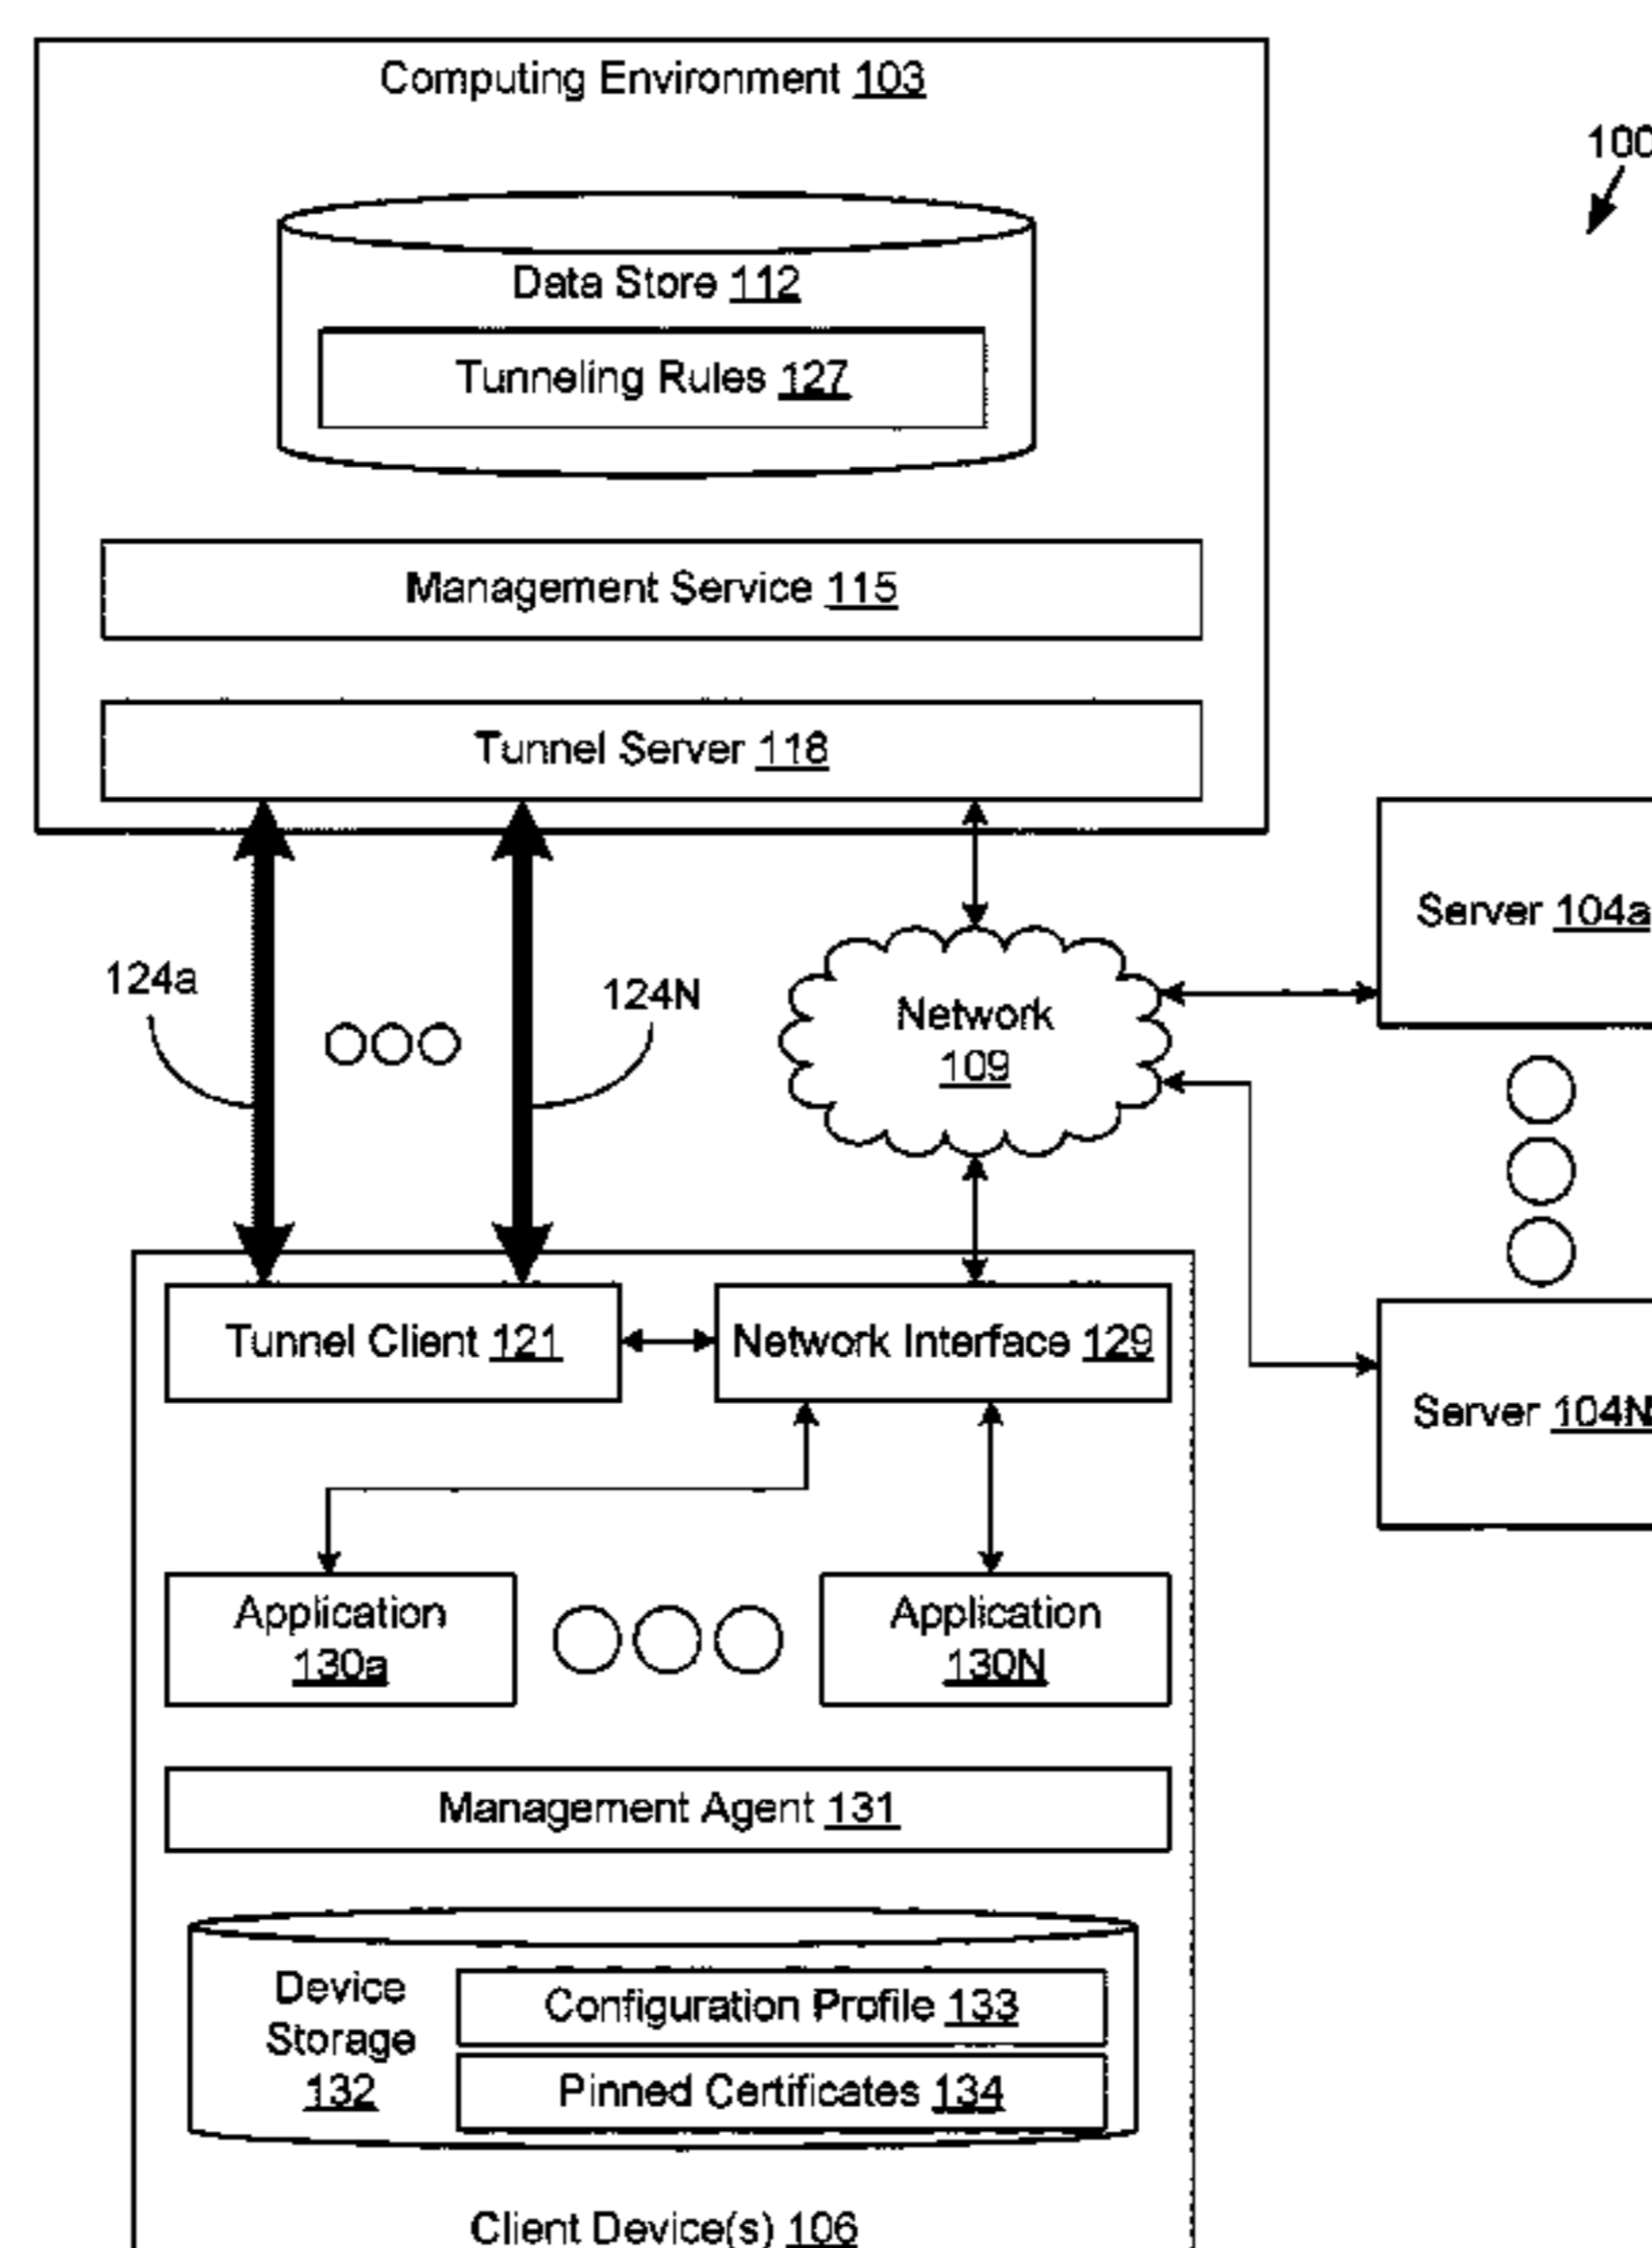 Computing Environment 103
100
Data Store 112
Tunneling Rules 127
Management Service 115
Tunnel Server 118
Server 104a
124a
124N
Network
109
Tunnel Client 121
Network Interface 129
Server 104N
Application
130a
Application
130N
Management Agent 131
Device
Storage
132
Configuration Profile 133
Pinned Certificates 134
Client Device(s) 106